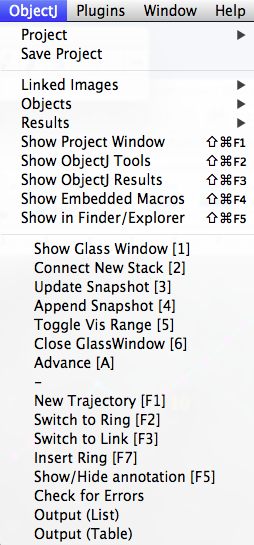 ObjectJ Plugins Window Help
Project ▶
Save Project
Linked Images ▶
Objects ▶
Results ▶
Show Project Window ⇧⌘F1
Show ObjectJ Tools ⇧⌘F2
Show ObjectJ Results ⇧⌘F3
Show Embedded Macros ⇧⌘F4
Show in Finder/Explorer ⇧⌘F5
Show Glass Window [1]
Connect New Stack [2]
Update Snapshot [3]
Append Snapshot [4]
Toggle Vis Range [5]
Close GlassWindow [6]
Advance [A]
–
New Trajectory [F1]
Switch to Ring [F2]
Switch to Link [F3]
Insert Ring [F7]
Show/Hide annotation [F5]
Check for Errors
Output (List)
Output (Table)